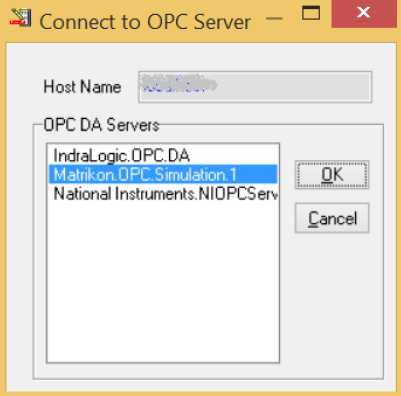 Connect to OPC Server
Host Name
OPC DA Servers
IndraLogic.OPC.DA
Matrikon.OPC.Simulation.1
National Instruments.NIOPCServ
OK
Cancel